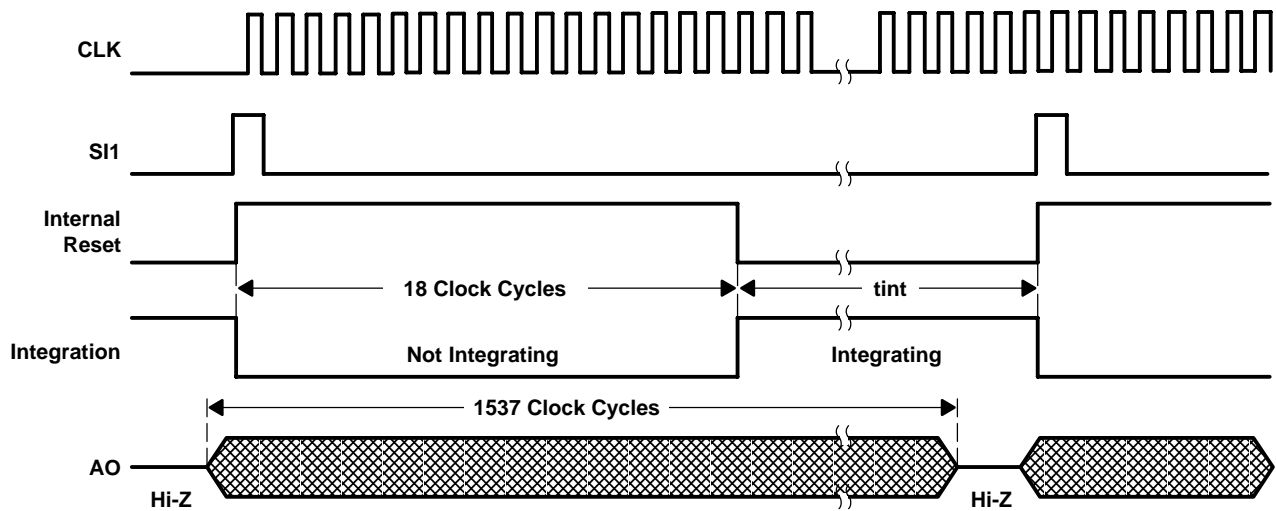 CLK
SI1
Internal
Reset
18 Clock Cycles
tint
Integration
Not Integrating
Integrating
1537 Clock Cycles
AO
Hi-Z
Hi-Z